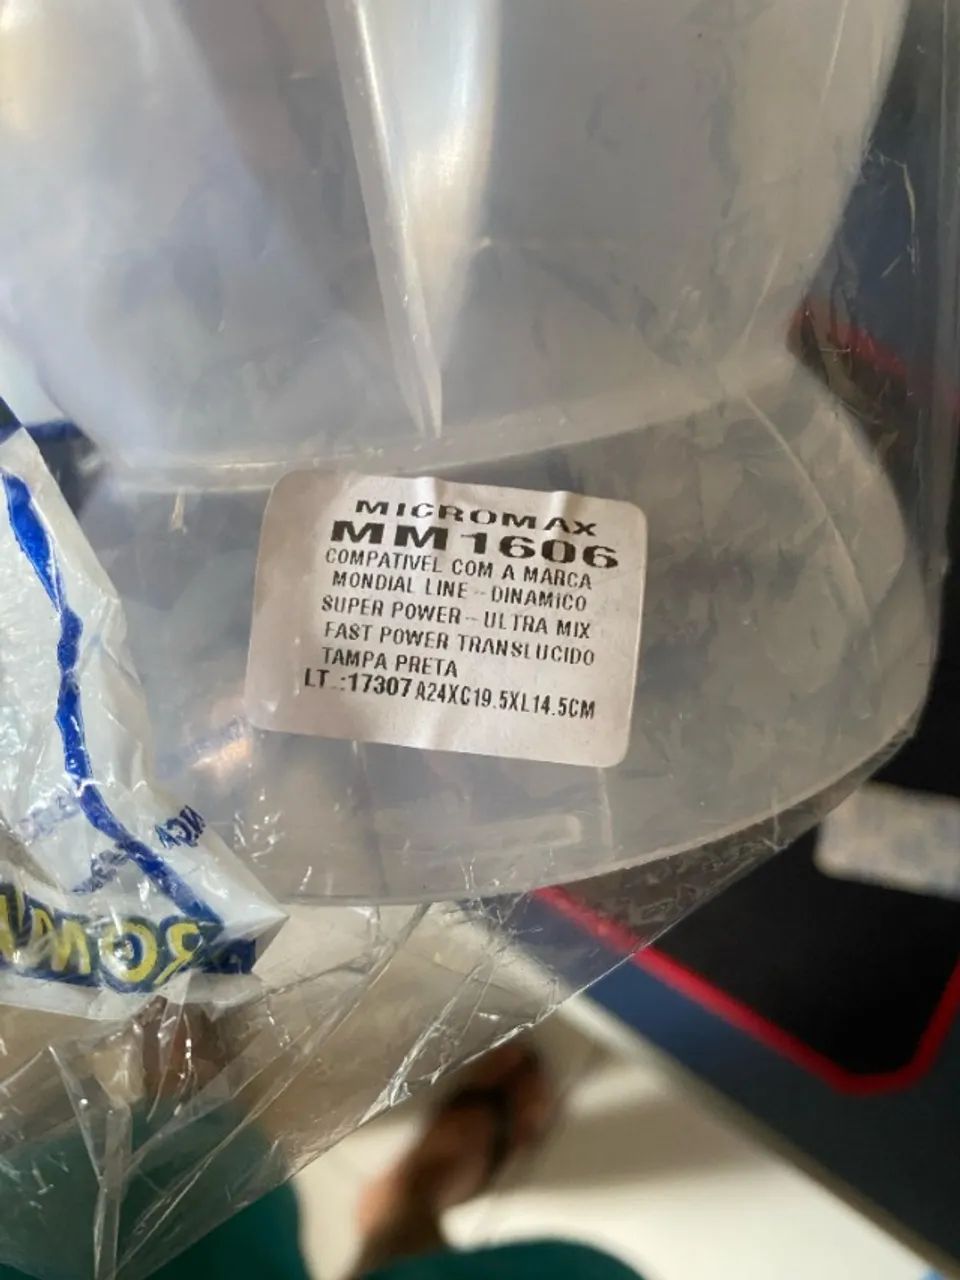 MICROMAX
MM1606
COMPATIVEL COM A MARCA
MONDIAL LINE - DINAMICO
SUPER POWER - ULTRA MIX
FAST POWER TRANSLUCIDO
TAMPA PRETA
LT.:17307 A24XC19.5XL14.5CM